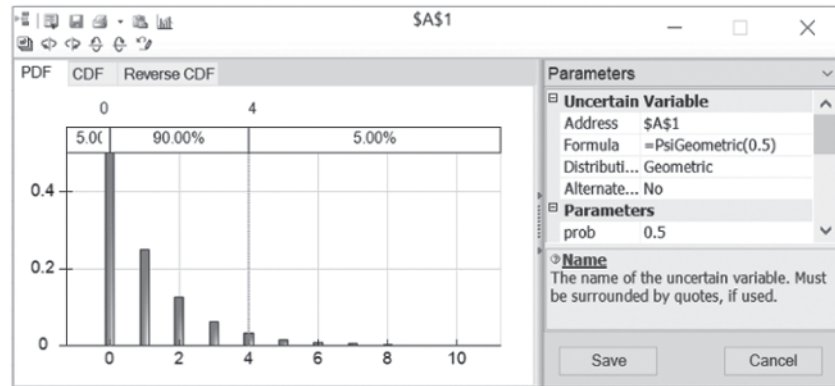 $A$1
PDF CDF Reverse CDF
0 4
5.0( 90.00% 5.00%
0.4
0.2
0
0 2 4 6 8 10
Parameters
Uncertain Variable
Address $A$1
Formula =PsiGeometric(0.5)
Distributi... Geometric
Alternate... No
Parameters
prob 0.5
Name
The name of the uncertain variable. Must
be surrounded by quotes, if used.
Save Cancel